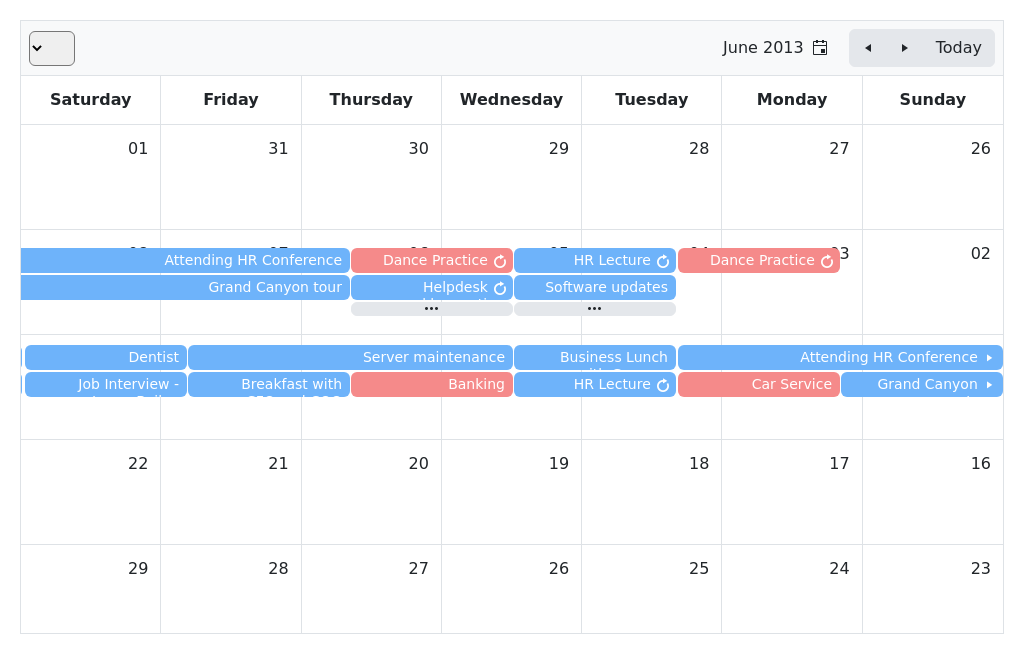 June 2013
Today
Saturday
Friday
Thursday
Wednesday
Tuesday
Monday
Sunday
01
31
30
29
28
27
26
02
Attending HR Conference
Dance Practice
HR Lecture
Dance Practice
Grand Canyon tour
Helpdesk
Software updates
•••
•••
Dentist
Server maintenance
Business Lunch
Attending HR Conference
Job Interview -
Breakfast with
Banking
HR Lecture
Car Service
Grand Canyon
22
21
20
19
18
17
16
29
28
27
26
25
24
23